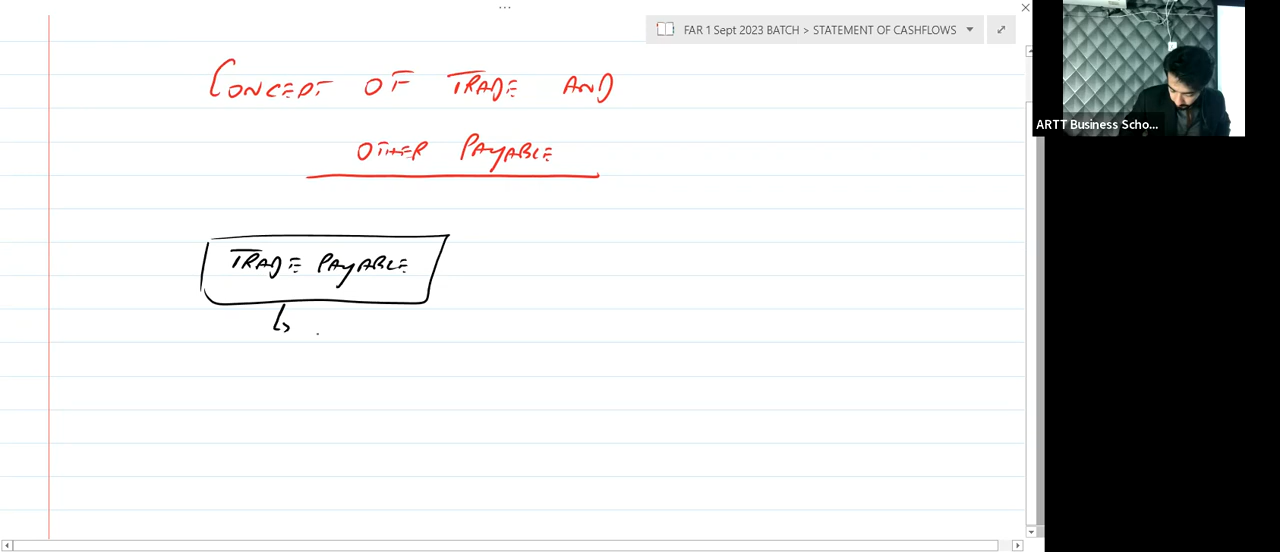 FAR 1 Sept 2023 BATCH > STATEMENT OF CASHFLOWS
CONCEPT OF TRADE AND
OTHER PAYABLE
TRADE PAYABLE
ARTT Business Scho...